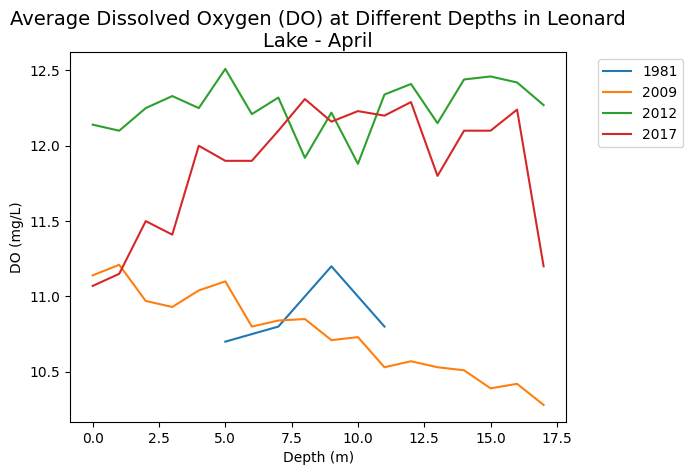 Average Dissolved Oxygen (DO) at Different Depths in Leonard
Lake - April
1981
2009
2012
2017
DO (mg/L)
12.5
12.0
11.5
11.0
10.5
0.0 2.5 5.0 7.5 10.0 12.5 15.0 17.5
Depth (m)